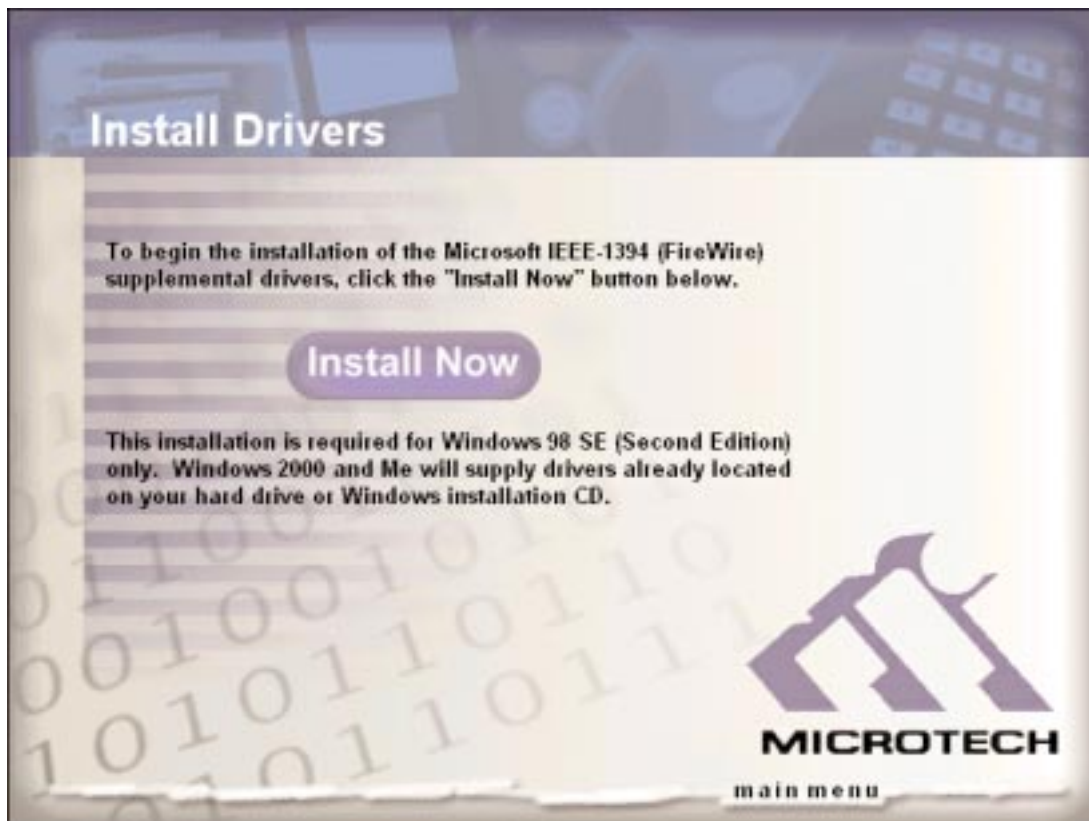 Install Drivers
To begin the installation of the Microsoft IEEE-1394 (FireWire)
supplemental drivers, click the "Install Now" button below.
Install Now
This installation is required for Windows 98 SE (Second Edition)
only.  Windows 2000 and Me will supply drivers already located
on your hard drive or Windows installation CD.
MICROTECH
main menu